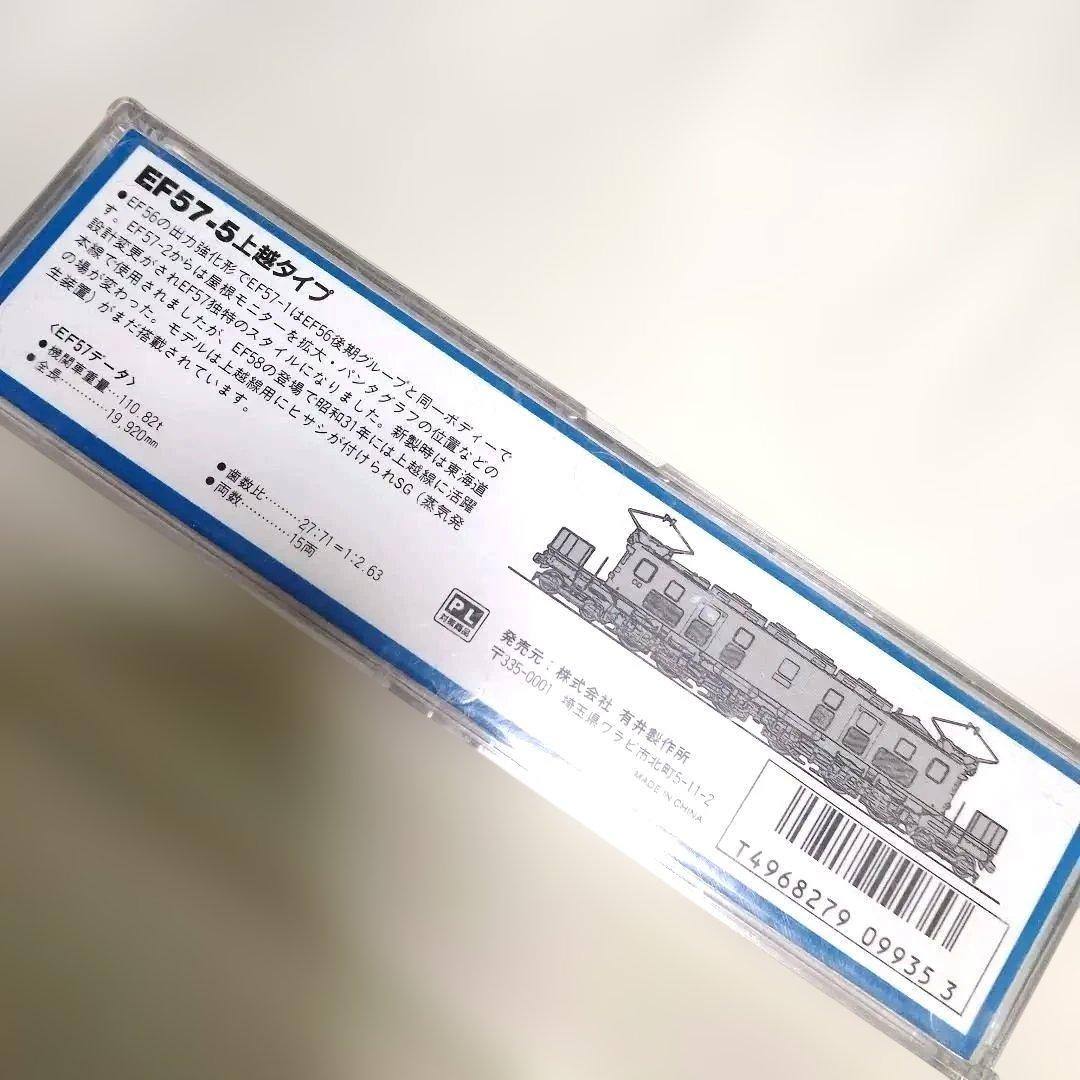 EF57-5上越タイプ
●EF56の出力強化形でEF57-1はEF56後期グループと同一ボディーで
す。EF57-2からは屋根モニターを拡大・パンタグラフの位置などの
設計変更がされEF57独特のスタイルになりました。新製時は東海道
本線で使用されましたが、EF58の登場で昭和31年には上越線に活躍
の場が変わった。モデルは上越線用にヒサシが付けられSG(蒸気発
生装置)がまだ搭載されています。
〈EF57データ〉
●機関車重量…110.82t
●全長………19,920mm
●歯数比………27:71=1:2.63
●両数…………15両
PL
対策商品
発売元:株式会社 有井製作所
〒335-0001 埼玉県ワラビ市北町5-11-2
MADE IN CHINA
T4968279 09935 3